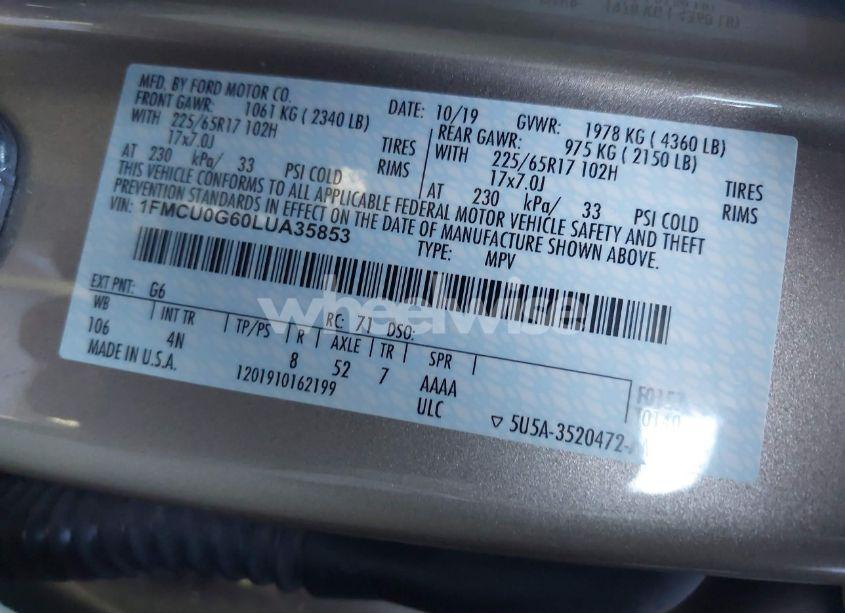 MFD. BY FORD MOTOR CO.
DATE: 10/19 GVWR: 1978 KG ( 4360 LB)
FRONT GAWR: 1061 KG ( 2340 LB)
WITH 225/65R17 102H TIRES
17x7.0J RIMS
AT 230 kPa/ 33 PSI COLD
REAR GAWR: 975 KG ( 2150 LB)
WITH 225/65R17 102H TIRES
17x7.0J RIMS
AT 230 kPa/ 33 PSI COLD
THIS VEHICLE CONFORMS TO ALL APPLICABLE FEDERAL MOTOR VEHICLE SAFETY AND THEFT
PREVENTION STANDARDS IN EFFECT ON THE DATE OF MANUFACTURE SHOWN ABOVE.
VIN: 1FMCU0G60LUA35853
TYPE: MPV
EXT PNT: G6 RC: 71 DSO:
WB INT TR TP/PS R AXLE TR SPR
106 4N 8 52 7 AAAA
MADE IN U.S.A. 1201910162199 ULC
5U5A-3520472-
wheelwise